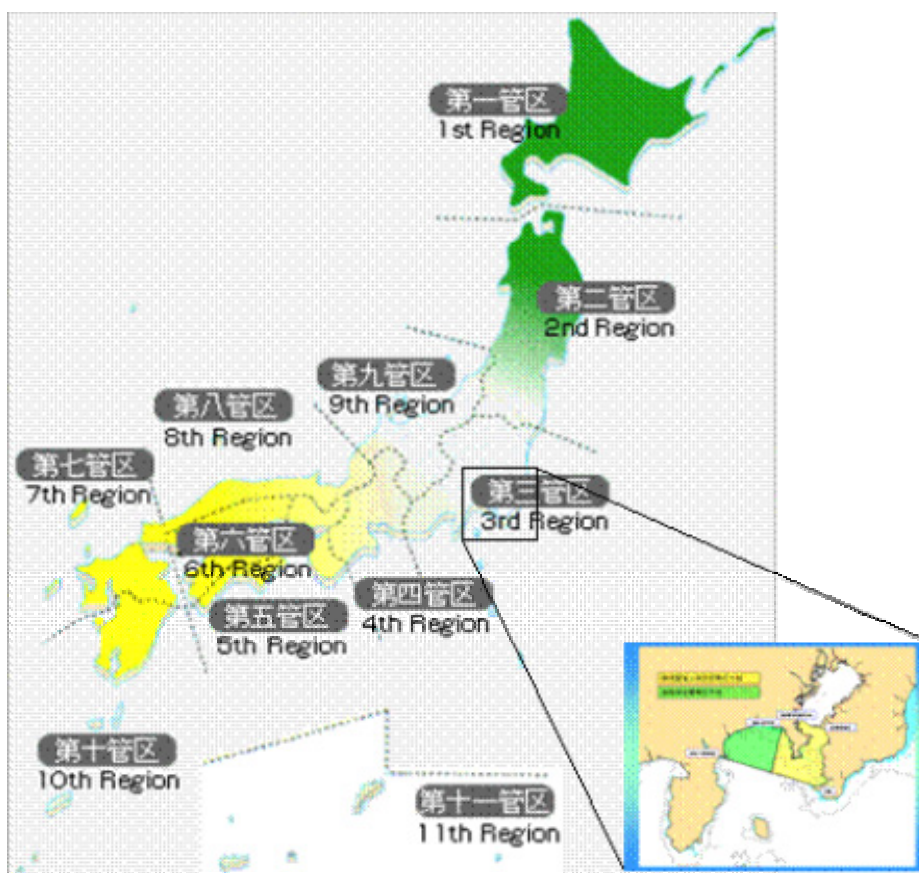 第一管区
1st Region
第二管区
2nd Region
第九管区
9th Region
第八管区
8th Region
第七管区
7th Region
第三管区
3rd Region
第六管区
6th Region
第四管区
4th Region
第五管区
5th Region
第十管区
10th Region
第十一管区
11th Region